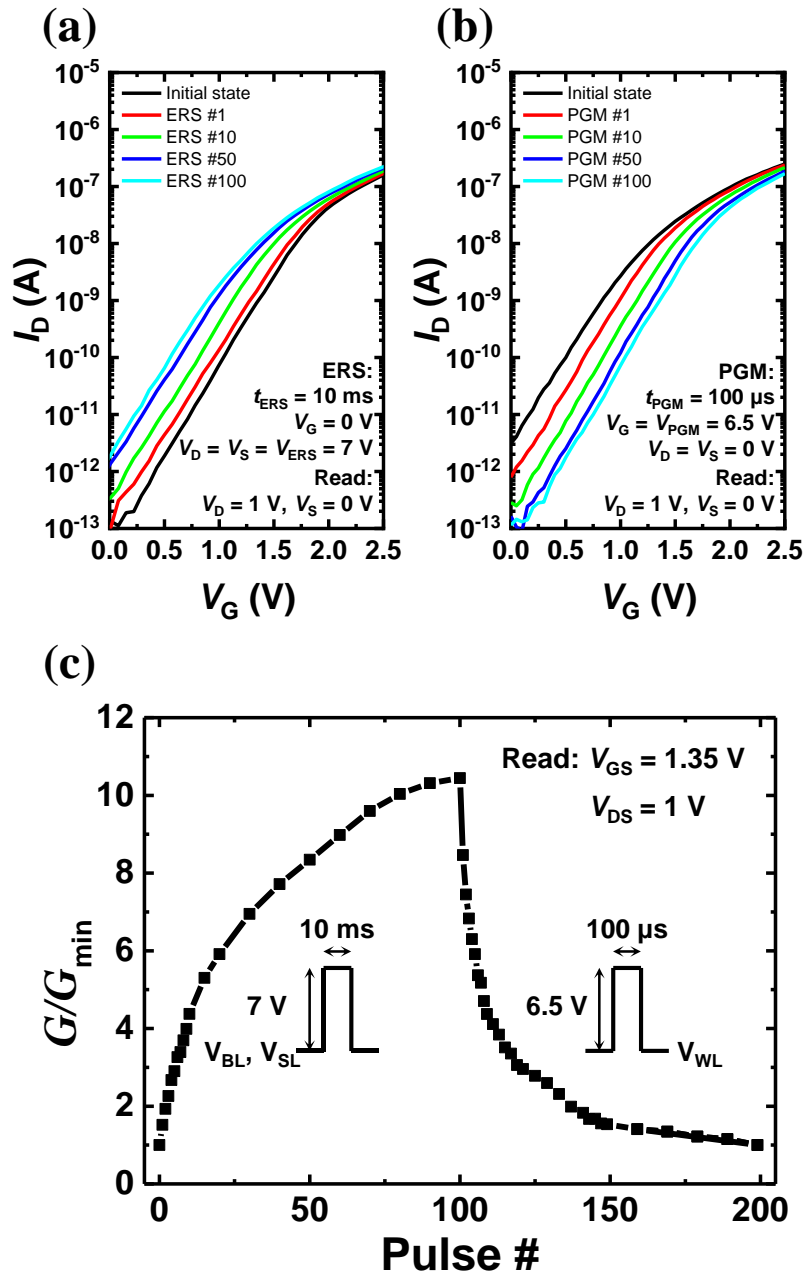 (a)
10⁻⁵
10⁻⁶
10⁻⁷
10⁻⁸
10⁻⁹
10⁻¹⁰
10⁻¹¹
10⁻¹²
10⁻¹³
I_D (A)
Initial state
ERS #1
ERS #10
ERS #50
ERS #100
ERS:
t_ERS = 10 ms
V_G = 0 V
V_D = V_S = V_ERS = 7 V
Read:
V_D = 1 V, V_S = 0 V
0.0 0.5 1.0 1.5 2.0 2.5
V_G (V)
(b)
10⁻⁵
10⁻⁶
10⁻⁷
10⁻⁸
10⁻⁹
10⁻¹⁰
10⁻¹¹
10⁻¹²
10⁻¹³
I_D (A)
Initial state
PGM #1
PGM #10
PGM #50
PGM #100
PGM:
t_PGM = 100 µs
V_G = V_PGM = 6.5 V
V_D = V_S = 0 V
Read:
V_D = 1 V, V_S = 0 V
0.0 0.5 1.0 1.5 2.0 2.5
V_G (V)
(c)
12
10
8
6
4
2
0
G/G_min
Read: V_GS = 1.35 V
V_DS = 1 V
10 ms
7 V
V_BL, V_SL
100 µs
6.5 V
V_WL
0 50 100 150 200
Pulse #